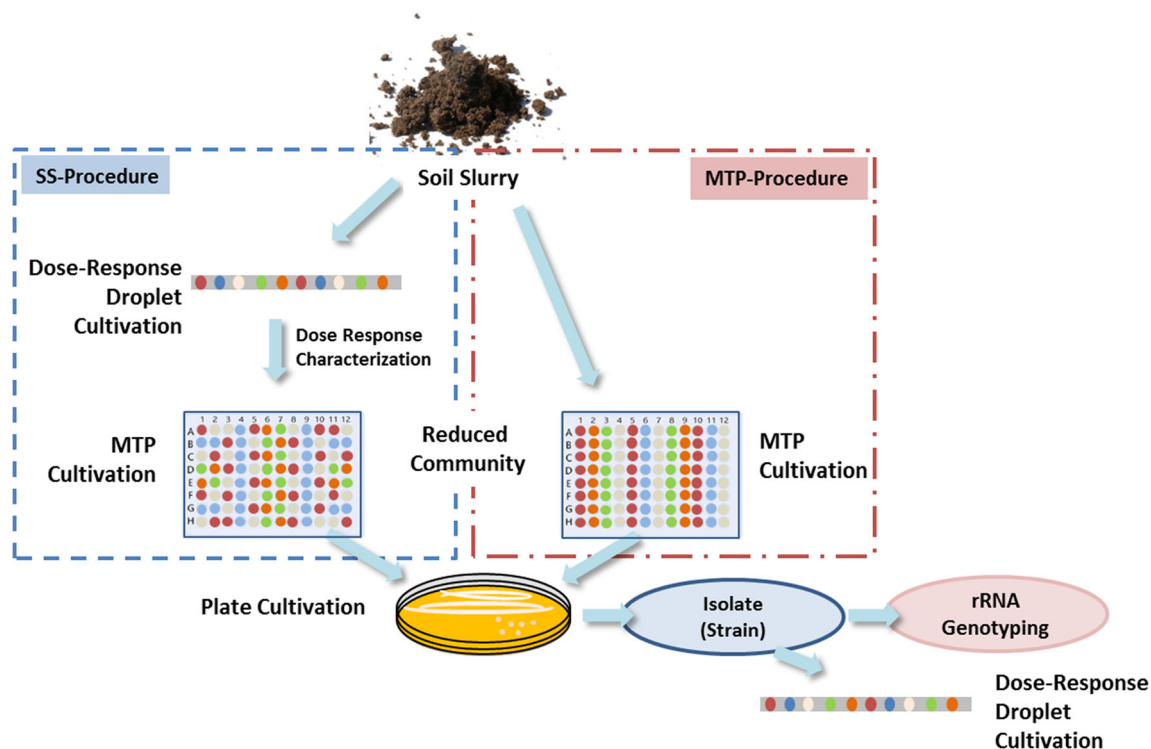 SS-Procedure
Soil Slurry
MTP-Procedure
Dose-Response
Droplet
Cultivation
Dose Response
Characterization
1 2 3 4 5 6 7 8 9 10 11 12
A
B
C
D
E
F
G
H
MTP
Cultivation
Reduced
Community
1 2 3 4 5 6 7 8 9 10 11 12
A
B
C
D
E
F
G
H
MTP
Cultivation
Plate Cultivation
Isolate
(Strain)
rRNA
Genotyping
Dose-Response
Droplet
Cultivation